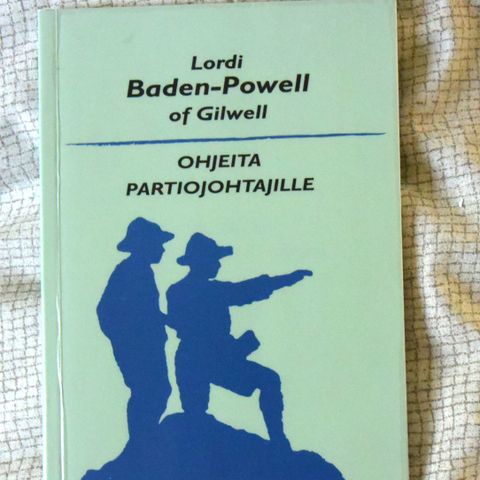 Lordi
Baden-Powell
of Gilwell
OHJEITA
PARTIOJOHTAJILLE